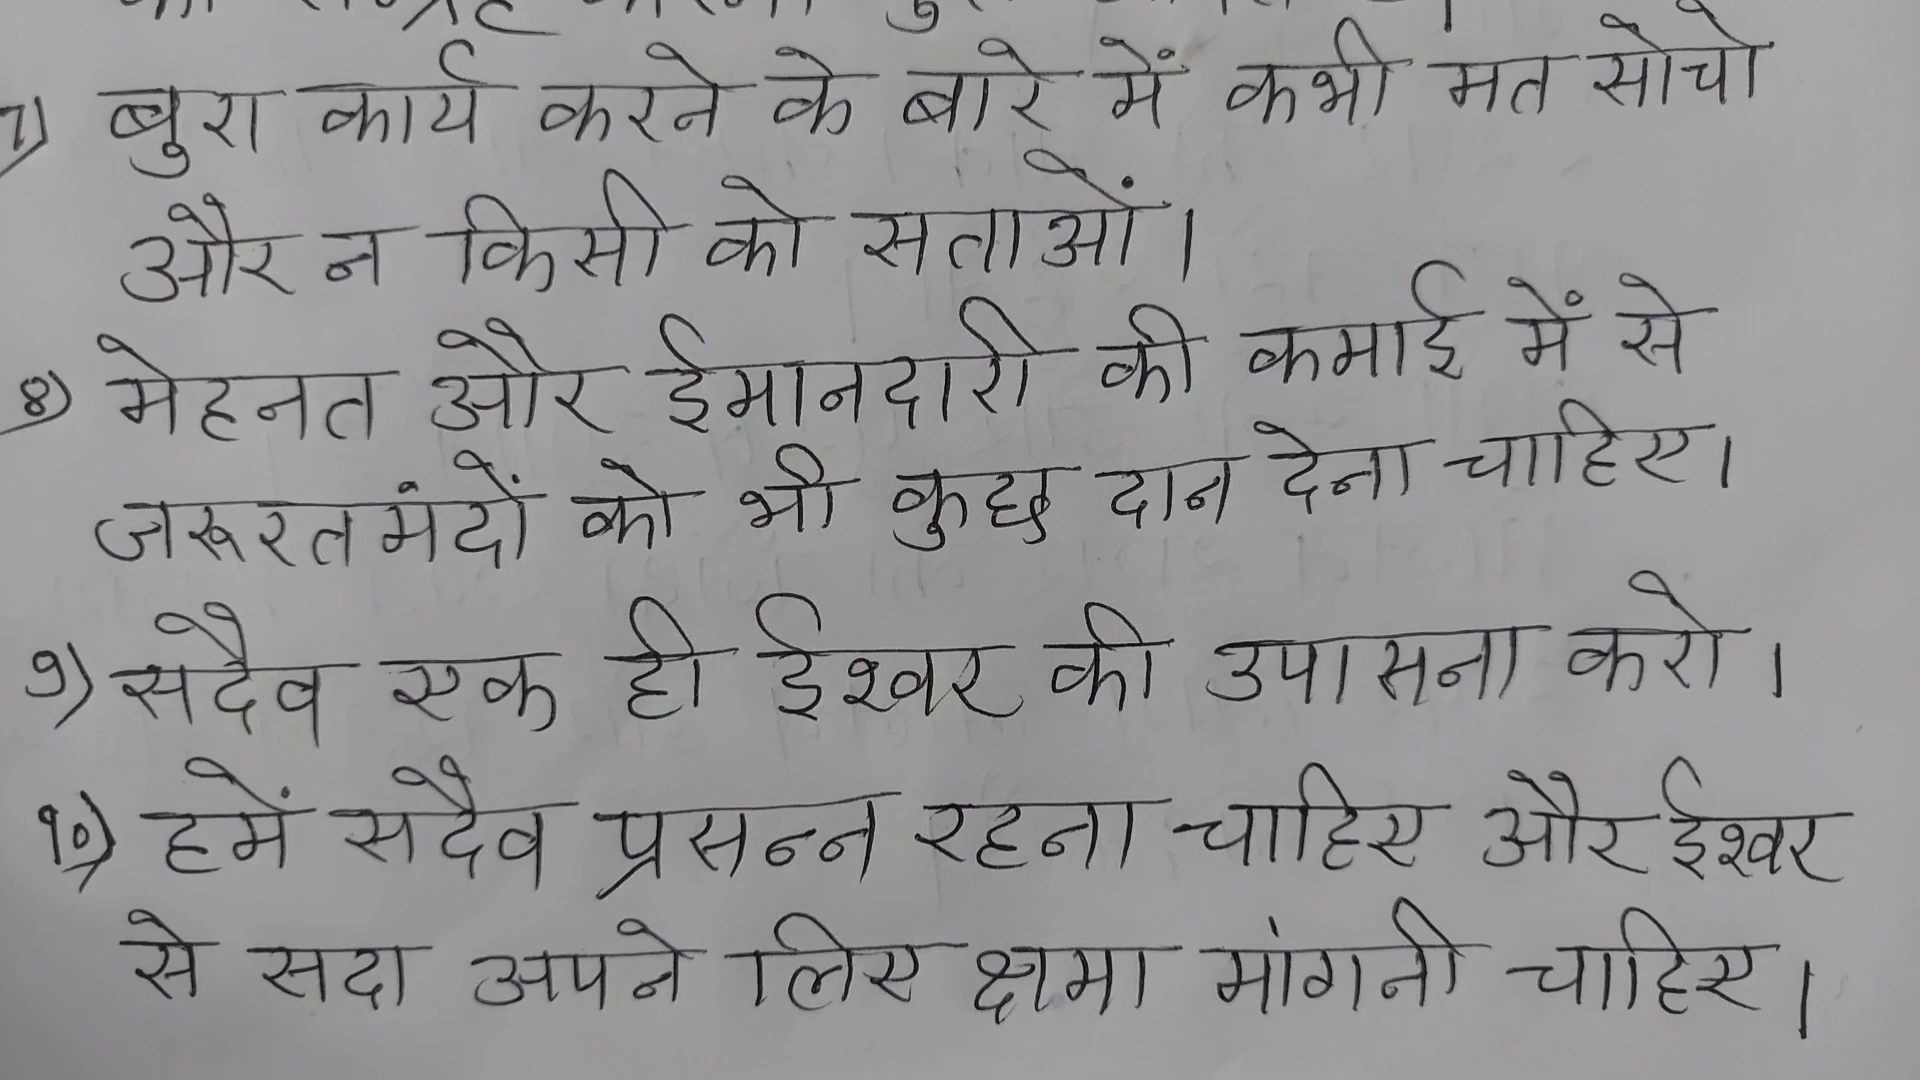 7) बुरा कार्य करने के बारे में कभी मत सोचो
और न किसी को सताओं।
8) मेहनत और ईमानदारी की कमाई में से
जरूरतमंदों को भी कुछ दान देना चाहिए।
9) सदैव एक ही ईश्वर की उपासना करो।
10) हमें सदैव प्रसन्न रहना चाहिए और ईश्वर
से सदा अपने लिए क्षमा मांगनी चाहिए।